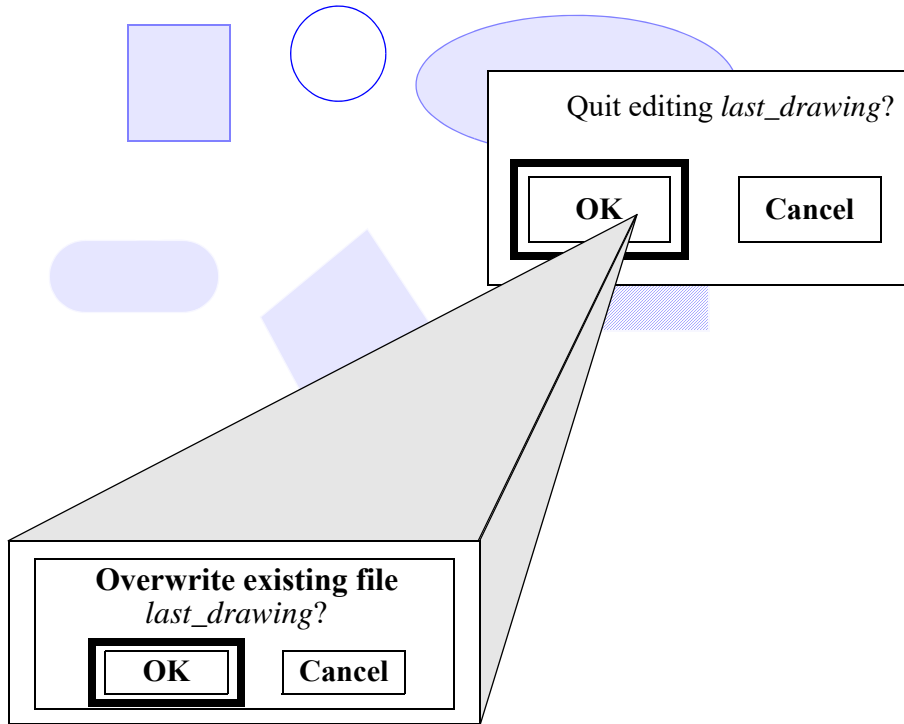 Quit editing last_drawing?
OK Cancel
Overwrite existing file
last_drawing?
OK Cancel